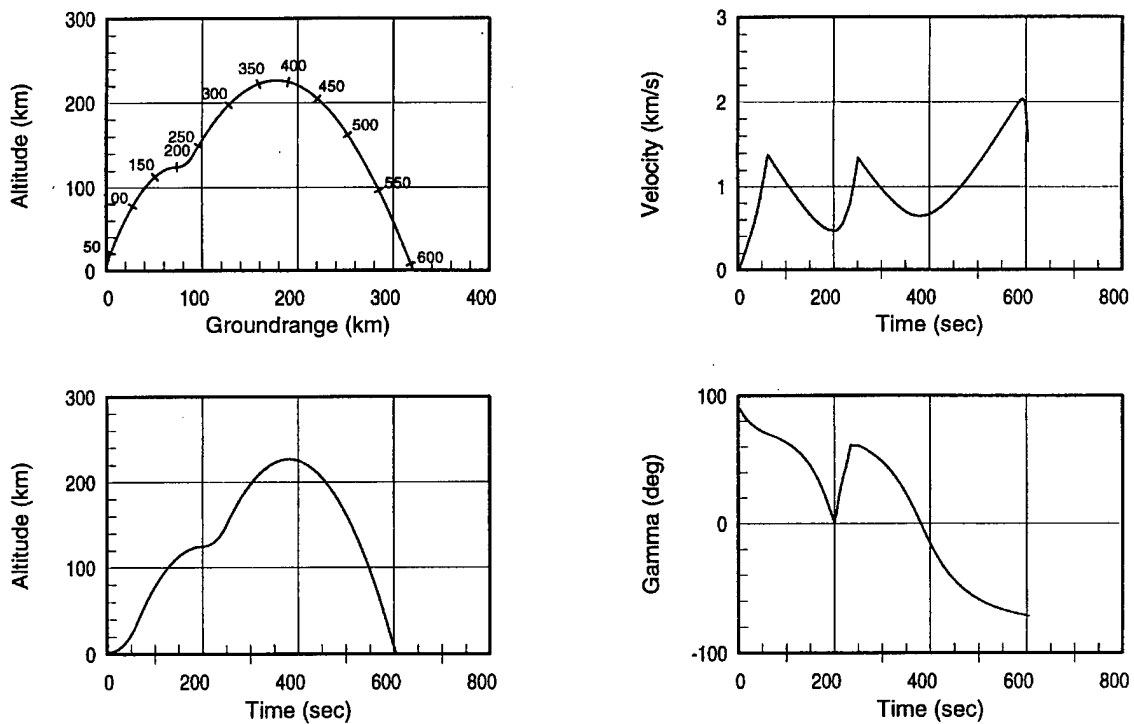 300
200
100
0
Altitude (km)
50
00
150
200
250
300
350
400
450
500
550
600
0 100 200 300 400
Groundrange (km)
3
2
1
0
Velocity (km/s)
0 200 400 600 800
Time (sec)
300
200
100
0
Altitude (km)
0 200 400 600 800
Time (sec)
100
0
-100
Gamma (deg)
0 200 400 600 800
Time (sec)